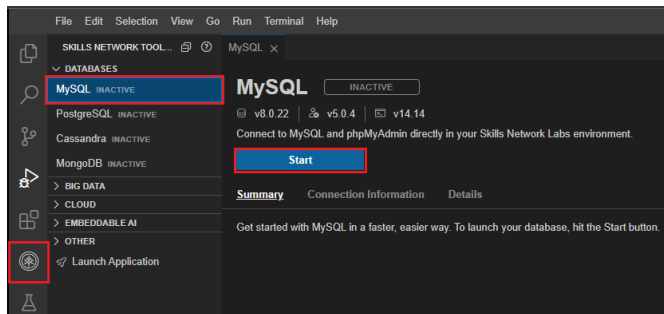 File Edit Selection View Go Run Terminal Help
SKILLS NETWORK TOOL...
MySQL
DATABASES
MySQL INACTIVE
PostgreSQL INACTIVE
Cassandra INACTIVE
MongoDB INACTIVE
BIG DATA
CLOUD
EMBEDDABLE AI
OTHER
Launch Application
MySQL INACTIVE
v8.0.22 v5.0.4 v14.14
Connect to MySQL and phpMyAdmin directly in your Skills Network Labs environment.
Start
Summary Connection Information Details
Get started with MySQL in a faster, easier way. To launch your database, hit the Start button.